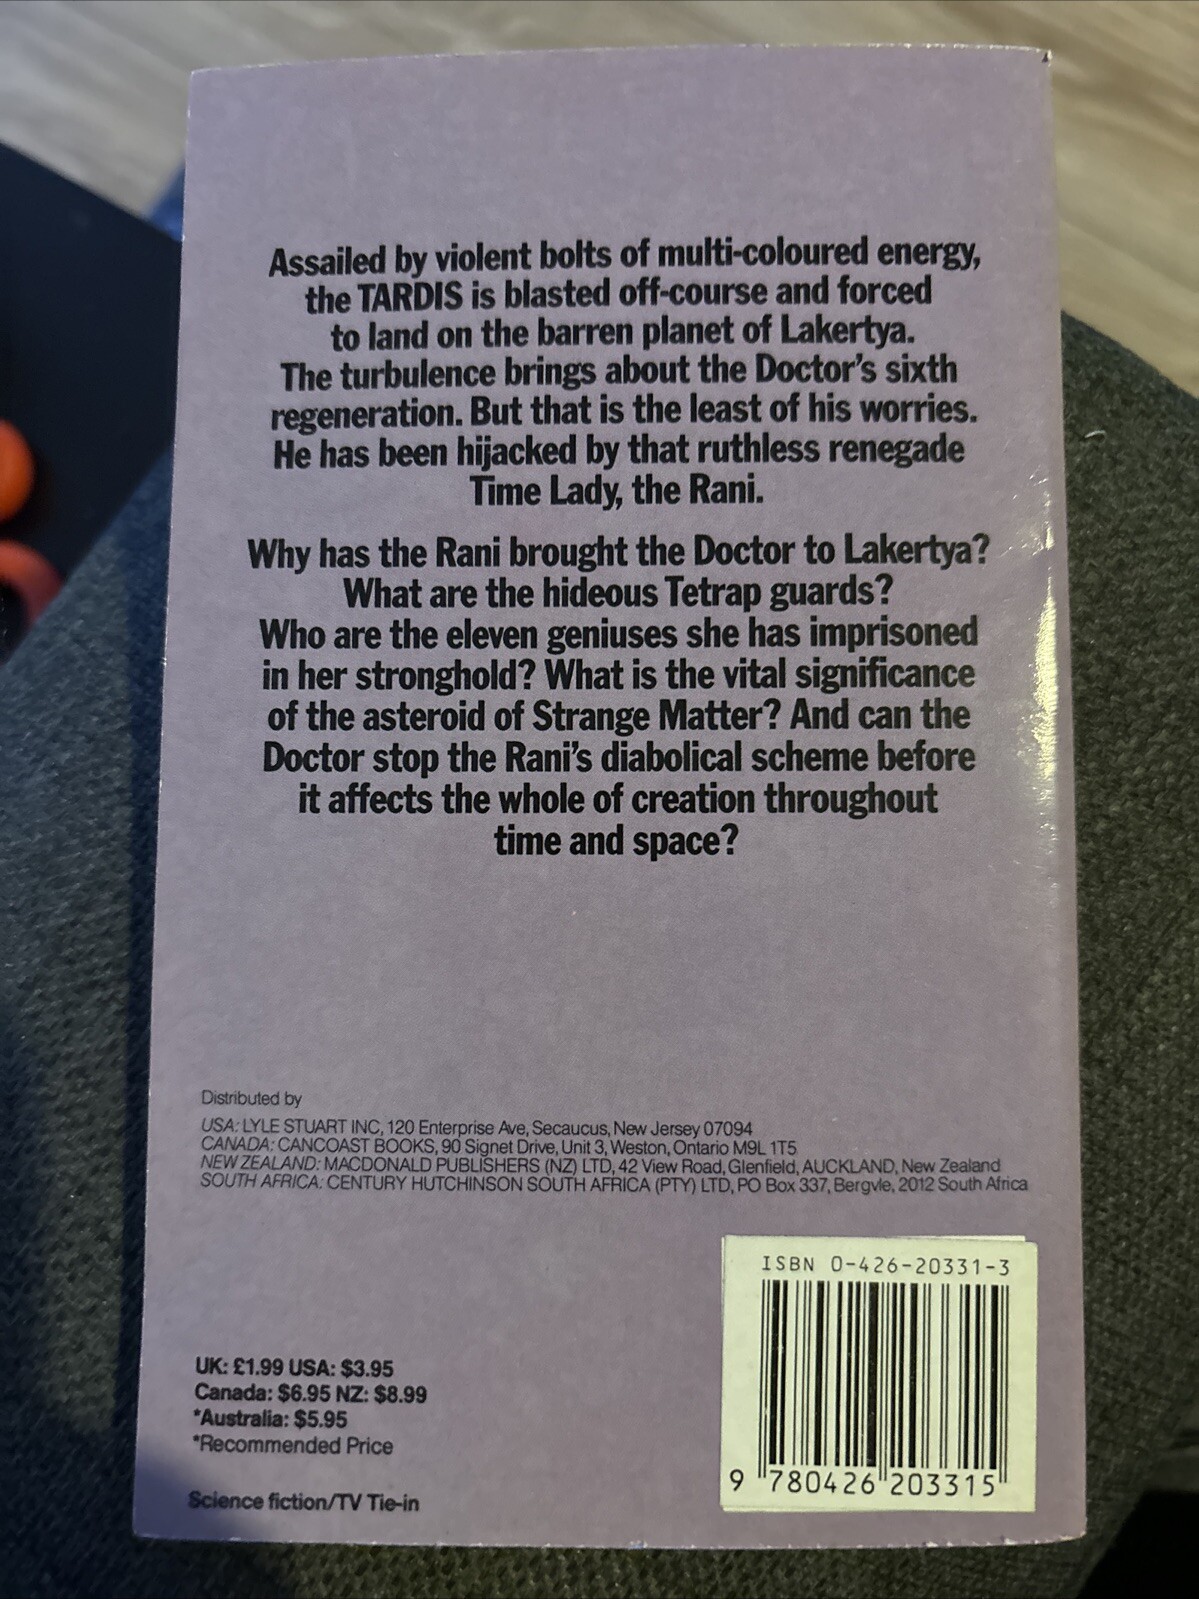 Assailed by violent bolts of multi-coloured energy,
the TARDIS is blasted off-course and forced
to land on the barren planet of Lakertya.
The turbulence brings about the Doctor's sixth
regeneration. But that is the least of his worries.
He has been hijacked by that ruthless renegade
Time Lady, the Rani.
Why has the Rani brought the Doctor to Lakertya?
What are the hideous Tetrap guards?
Who are the eleven geniuses she has imprisoned
in her stronghold? What is the vital significance
of the asteroid of Strange Matter? And can the
Doctor stop the Rani's diabolical scheme before
it affects the whole of creation throughout
time and space?
Distributed by
USA: LYLE STUART INC, 120 Enterprise Ave, Secaucus, New Jersey 07094
CANADA: CANCOAST BOOKS, 90 Signet Drive, Unit 3, Weston, Ontario M9L 1T5
NEW ZEALAND: MACDONALD PUBLISHERS (NZ) LTD, 42 View Road, Glenfield, AUCKLAND, New Zealand
SOUTH AFRICA: CENTURY HUTCHINSON SOUTH AFRICA (PTY) LTD, PO Box 337, Bergvle, 2012 South Africa
ISBN 0-426-20331-3
9 780426 203315
UK: £1.99 USA: $3.95
Canada: $6.95 NZ: $8.99
*Australia: $5.95
*Recommended Price
Science fiction/TV Tie-in